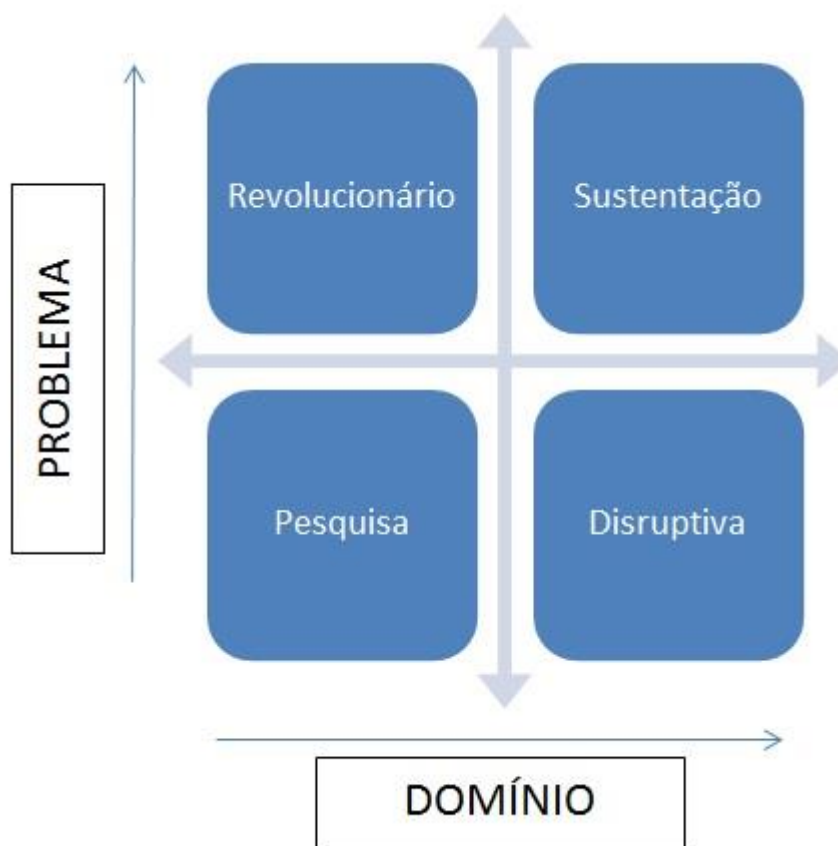 Revolucionário
Sustentação
PROBLEMA
Pesquisa
Disruptiva
DOMÍNIO